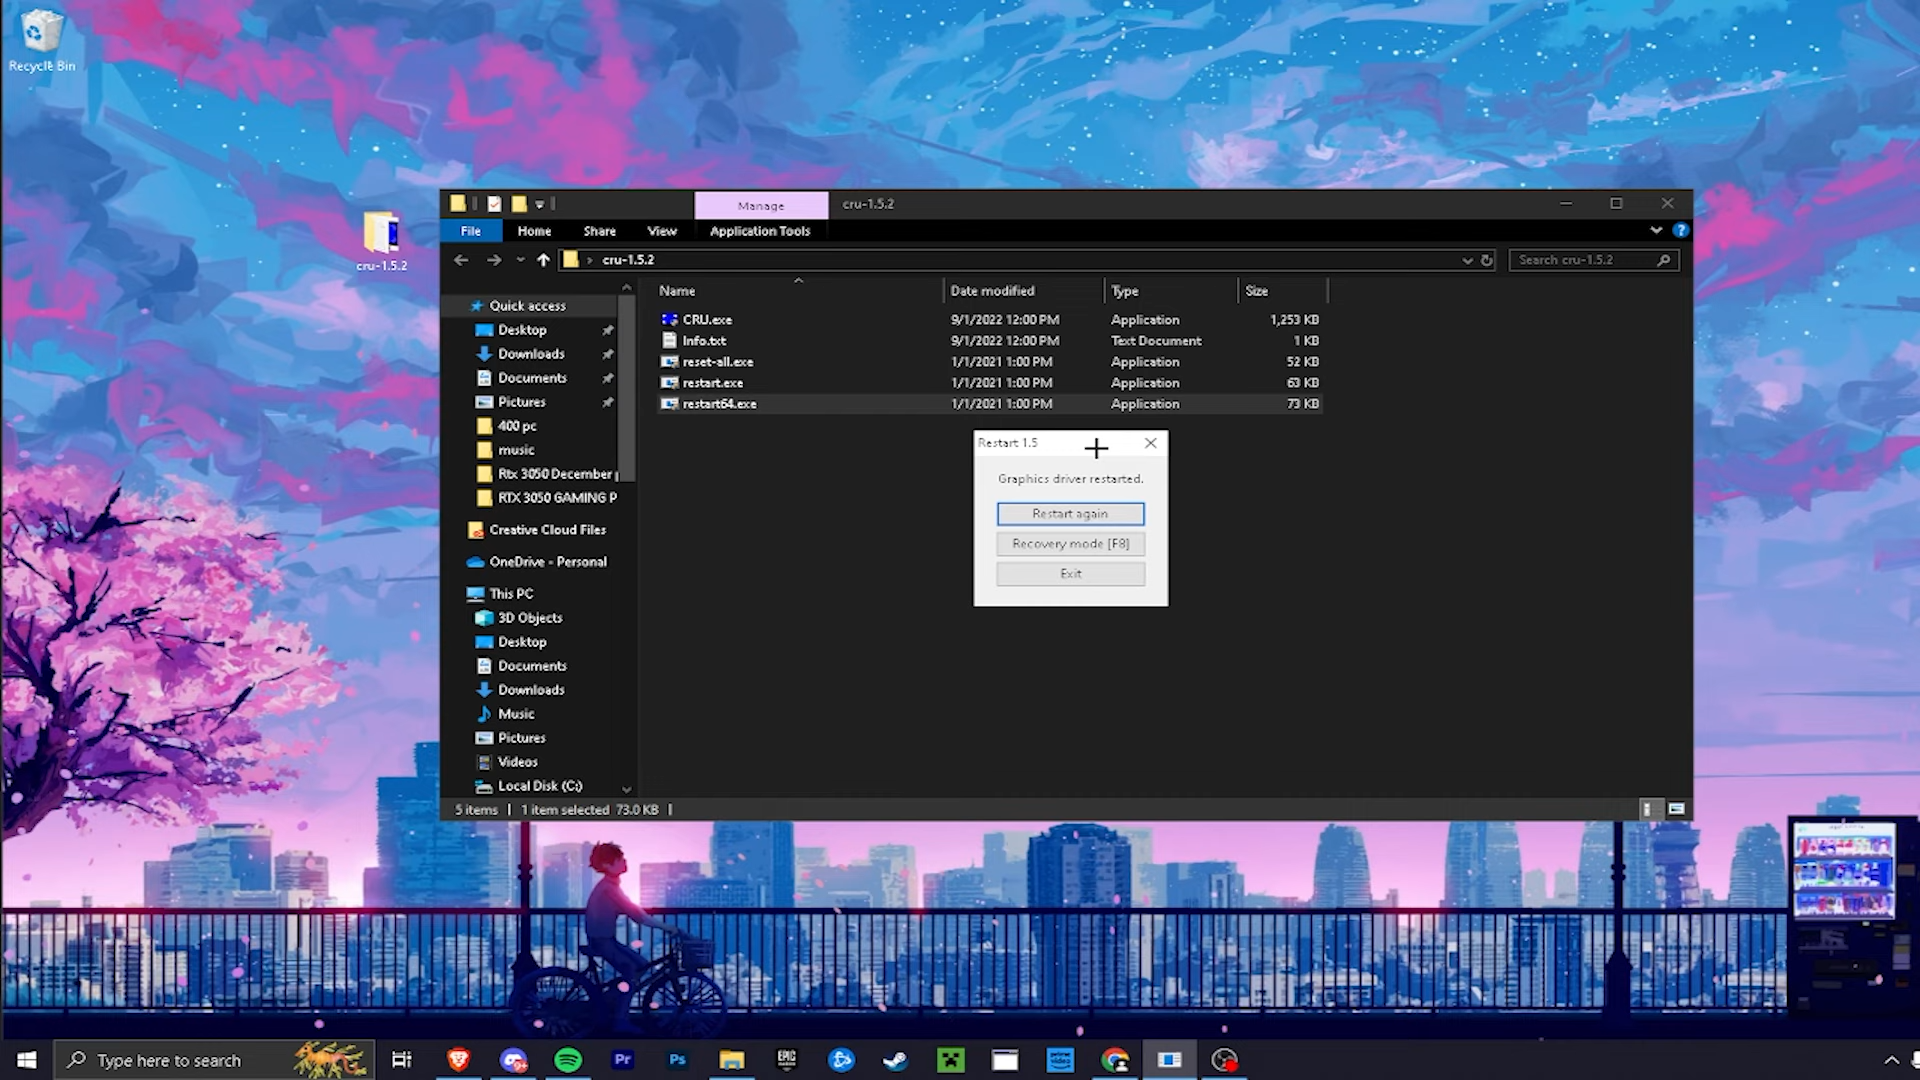 Recycle Bin
cru-1.5.2
Manage
cru-1.5.2
File
Home
Share
View
Application Tools
?
cru-1.5.2
Search cru-1.5.2
Name
Date modified
Type
Size
CRU.exe
9/1/2022 12:00 PM
Application
1,253 KB
Info.txt
9/1/2022 12:00 PM
Text Document
1 KB
reset-all.exe
1/1/2021 1:00 PM
Application
52 KB
restart.exe
1/1/2021 1:00 PM
Application
63 KB
restart64.exe
1/1/2021 1:00 PM
Application
73 KB
Quick access
Desktop
Downloads
Documents
Pictures
400 pc
music
Rtx 3050 December
RTX 3050 GAMING P
Creative Cloud Files
OneDrive - Personal
This PC
3D Objects
Desktop
Documents
Downloads
Music
Pictures
Videos
Local Disk (C:)
Restart 1.5
Graphics driver restarted.
Restart again
Recovery mode [F8]
Exit
5 items
1 item selected 73.0 KB
Type here to search
9+
Pr
Ps
EPIC
GAMES
prime
video